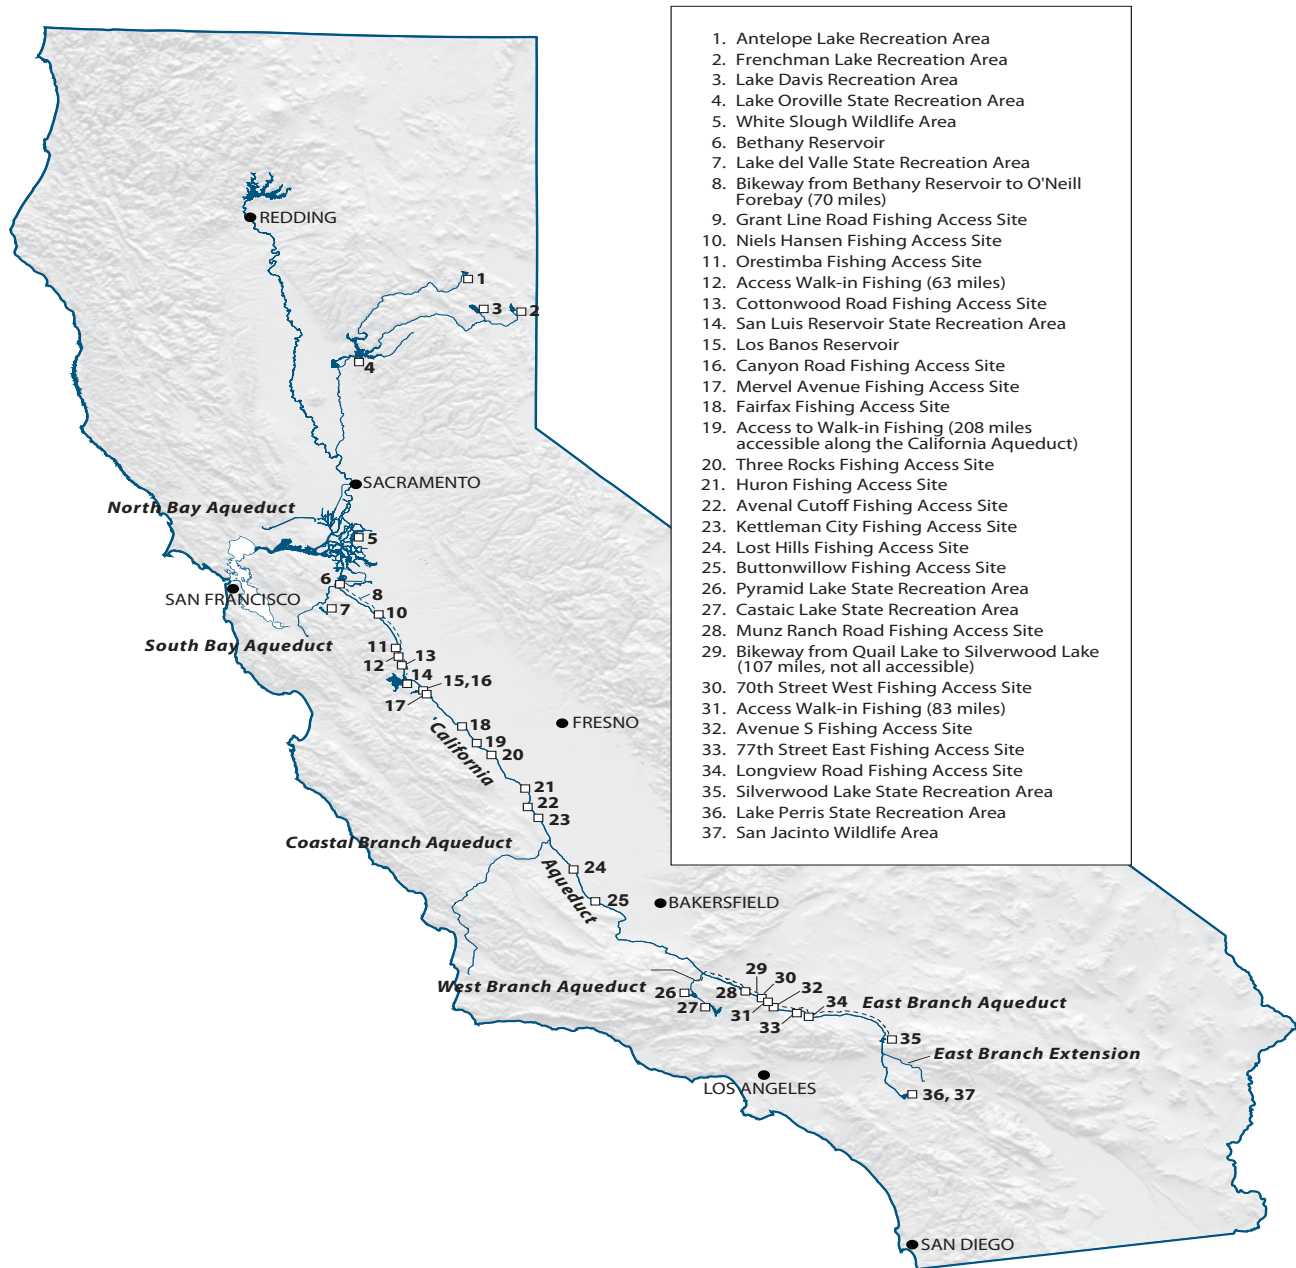 1. Antelope Lake Recreation Area
2. Frenchman Lake Recreation Area
3. Lake Davis Recreation Area
4. Lake Oroville State Recreation Area
5. White Slough Wildlife Area
6. Bethany Reservoir
7. Lake del Valle State Recreation Area
8. Bikeway from Bethany Reservoir to O'Neill
Forebay (70 miles)
9. Grant Line Road Fishing Access Site
10. Niels Hansen Fishing Access Site
11. Orestimba Fishing Access Site
12. Access Walk-in Fishing (63 miles)
13. Cottonwood Road Fishing Access Site
14. San Luis Reservoir State Recreation Area
15. Los Banos Reservoir
16. Canyon Road Fishing Access Site
17. Mervel Avenue Fishing Access Site
18. Fairfax Fishing Access Site
19. Access to Walk-in Fishing (208 miles
accessible along the California Aqueduct)
20. Three Rocks Fishing Access Site
21. Huron Fishing Access Site
22. Avenal Cutoff Fishing Access Site
23. Kettleman City Fishing Access Site
24. Lost Hills Fishing Access Site
25. Buttonwillow Fishing Access Site
26. Pyramid Lake State Recreation Area
27. Castaic Lake State Recreation Area
28. Munz Ranch Road Fishing Access Site
29. Bikeway from Quail Lake to Silverwood Lake
(107 miles, not all accessible)
30. 70th Street West Fishing Access Site
31. Access Walk-in Fishing (83 miles)
32. Avenue S Fishing Access Site
33. 77th Street East Fishing Access Site
34. Longview Road Fishing Access Site
35. Silverwood Lake State Recreation Area
36. Lake Perris State Recreation Area
37. San Jacinto Wildlife Area
REDDING
1
3
2
4
SACRAMENTO
North Bay Aqueduct
5
6
8
SAN FRANCISCO
7
10
South Bay Aqueduct
11
12
13
14
15,16
17
FRESNO
18
California
19
20
21
22
23
Coastal Branch Aqueduct
Aqueduct
24
25
BAKERSFIELD
29
30
West Branch Aqueduct
26
28
32
27
31
34
East Branch Aqueduct
33
35
East Branch Extension
LOS ANGELES
36, 37
SAN DIEGO